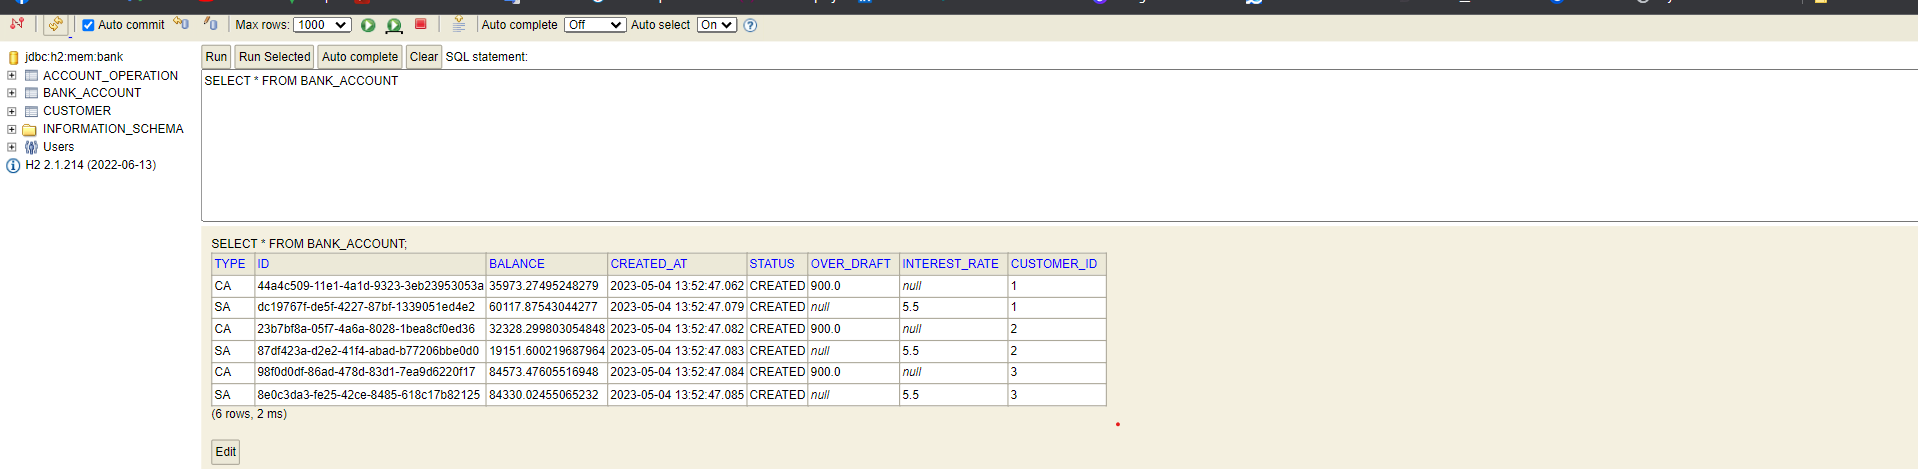 Auto commit Max rows: 1000 Auto complete Off Auto select On
jdbc:h2:mem:bank
ACCOUNT_OPERATION
BANK_ACCOUNT
CUSTOMER
INFORMATION_SCHEMA
Users
H2 2.1.214 (2022-06-13)
Run Run Selected Auto complete Clear SQL statement:
SELECT * FROM BANK_ACCOUNT
SELECT * FROM BANK_ACCOUNT;
TYPE ID BALANCE CREATED_AT STATUS OVER_DRAFT INTEREST_RATE CUSTOMER_ID
CA 44a4c509-11e1-4a1d-9323-3eb23953053a 35973.27495248279 2023-05-04 13:52:47.062 CREATED 900.0 null 1
SA dc19767f-de5f-4227-87bf-1339051ed4e2 60117.87543044277 2023-05-04 13:52:47.079 CREATED null 5.5 1
CA 23b7bf8a-05f7-4a6a-8028-1bea8cf0ed36 32328.299803054848 2023-05-04 13:52:47.082 CREATED 900.0 null 2
SA 87df423a-d2e2-41f4-abad-b77206bbe0d0 19151.600219687964 2023-05-04 13:52:47.083 CREATED null 5.5 2
CA 98f0d0df-86ad-478d-83d1-7ea9d6220f17 84573.47605516948 2023-05-04 13:52:47.084 CREATED 900.0 null 3
SA 8e0c3da3-fe25-42ce-8485-618c17b82125 84330.02455065232 2023-05-04 13:52:47.085 CREATED null 5.5 3
(6 rows, 2 ms)
Edit